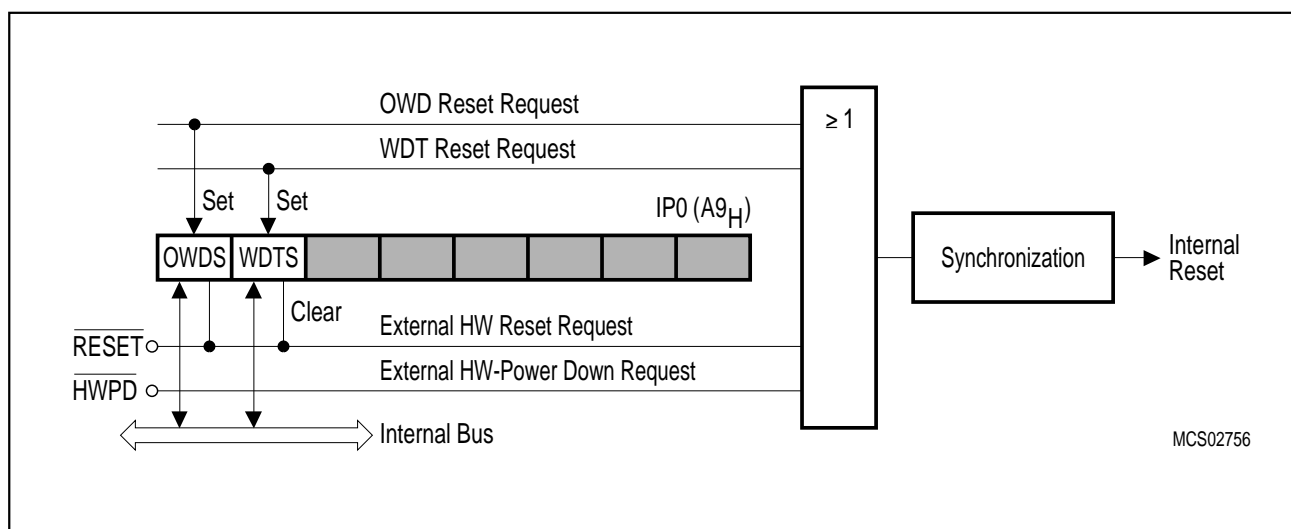 OWD Reset Request
≥ 1
WDT Reset Request
Set
Set
IP0 (A9H)
OWDS
WDTS
Synchronization
Internal
Reset
Clear
External HW Reset Request
RESET
External HW-Power Down Request
HWPD
Internal Bus
MCS02756